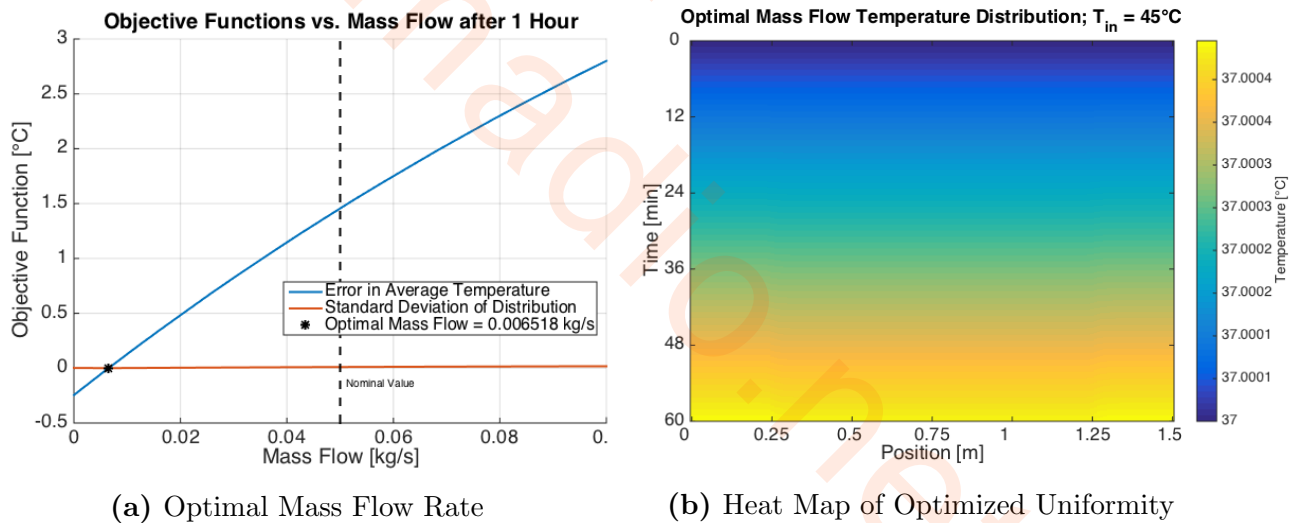 Objective Functions vs. Mass Flow after 1 Hour
3
2.5
2
1.5
1
0.5
0
-0.5
Objective Function [°C]
Error in Average Temperature
Standard Deviation of Distribution
Optimal Mass Flow = 0.006518 kg/s
Nominal Value
0
0.02
0.04
0.06
0.08
0.
Mass Flow [kg/s]
(a) Optimal Mass Flow Rate
Optimal Mass Flow Temperature Distribution; T_in = 45°C
0
12
24
36
48
60
Time [min]
0
0.25
0.5
0.75
1
1.25
1.5
Position [m]
37.0004
37.0004
37.0003
37.0003
37.0002
37.0002
37.0001
37.0001
37
Temperature [°C]
(b) Heat Map of Optimized Uniformity